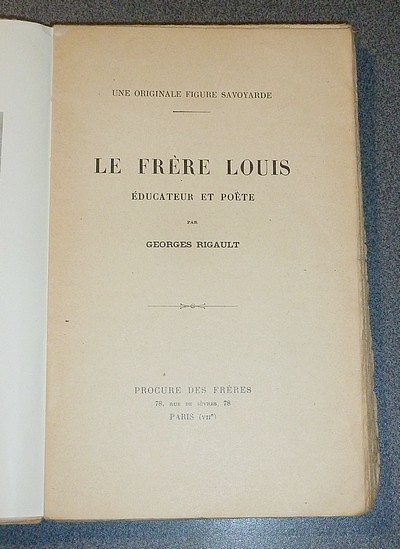 UNE ORIGINALE FIGURE SAVOYARDE
LE FRÈRE LOUIS
ÉDUCATEUR ET POÈTE
PAR
GEORGES RIGAULT
PROCURE DES FRÈRES
78, RUE DE SÈVRES, 78
PARIS (VIIe)